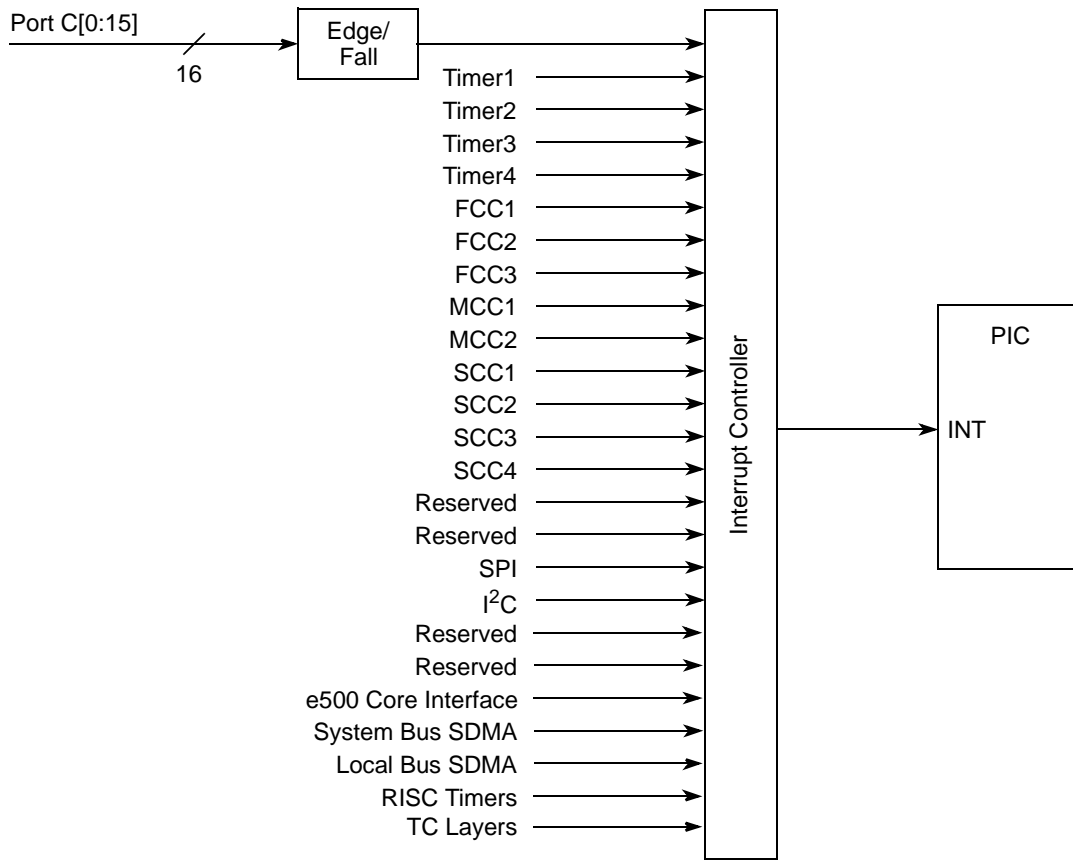 Port C[0:15]
16
Edge/
Fall
Timer1
Timer2
Timer3
Timer4
FCC1
FCC2
FCC3
MCC1
MCC2
SCC1
SCC2
SCC3
SCC4
Reserved
Reserved
SPI
I²C
Reserved
Reserved
e500 Core Interface
System Bus SDMA
Local Bus SDMA
RISC Timers
TC Layers
Interrupt Controller
PIC
INT